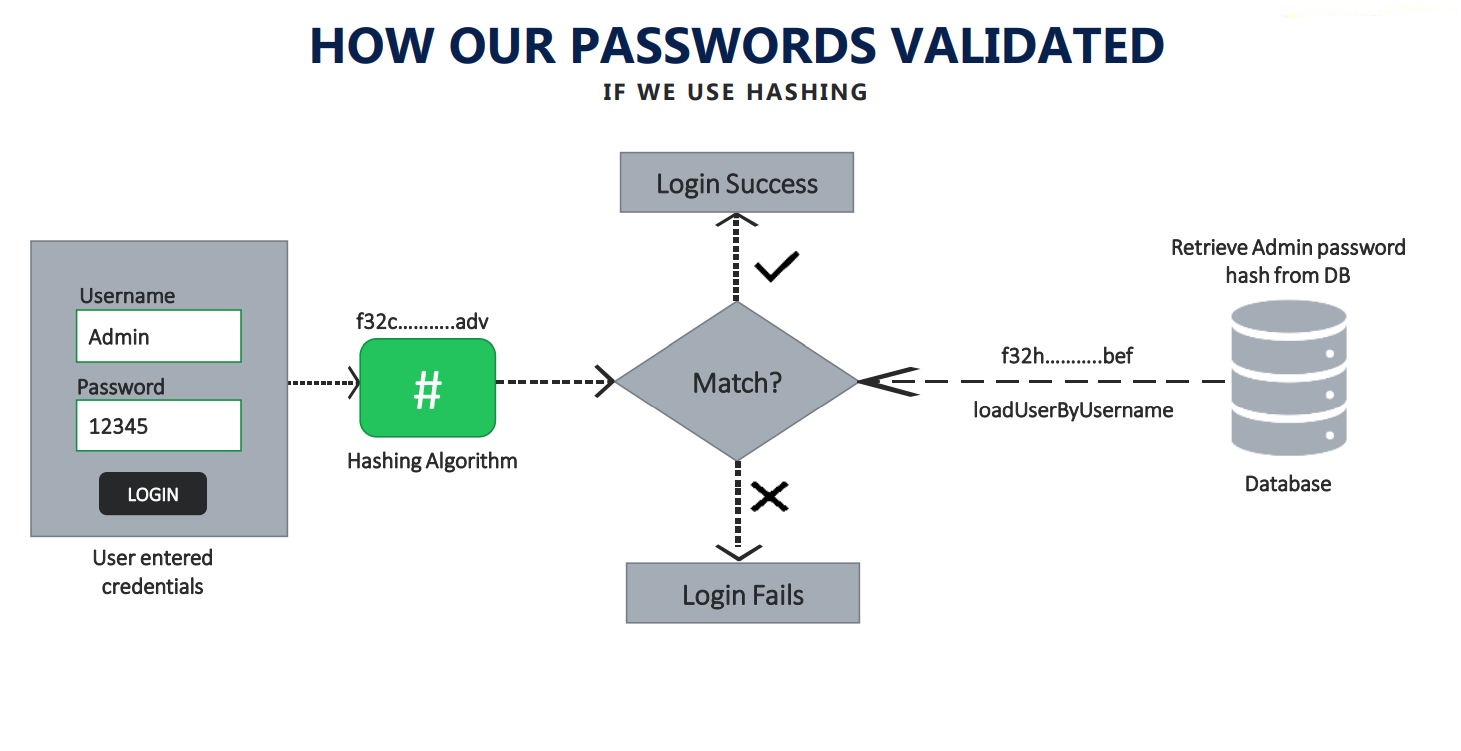 HOW OUR PASSWORDS VALIDATED
IF WE USE HASHING
Login Success
Username
Admin
Password
12345
LOGIN
User entered
credentials
f32c...........adv
#
Hashing Algorithm
Match?
Login Fails
f32h...........bef
loadUserByUsername
Retrieve Admin password
hash from DB
Database